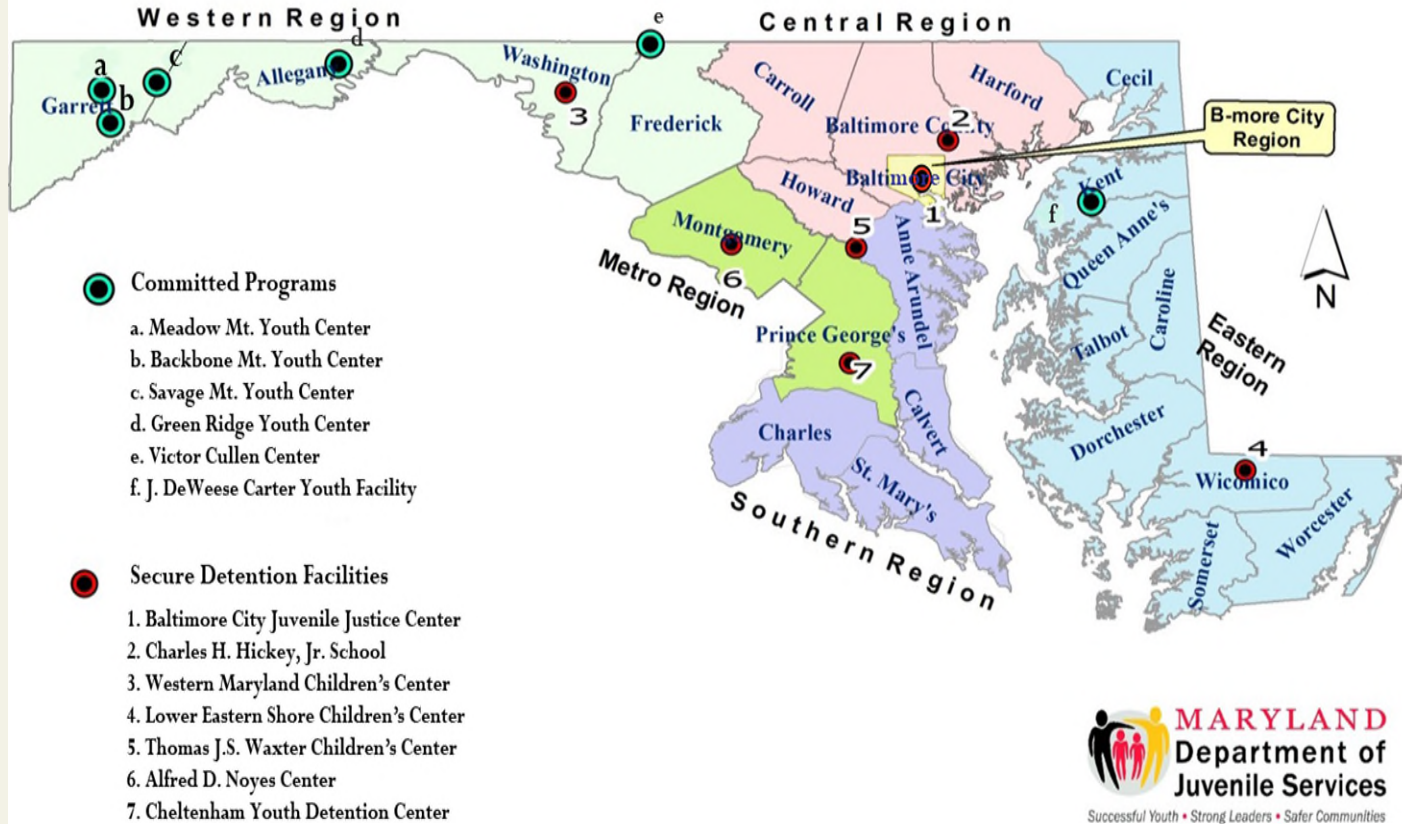 Western Region
Central Region
a
b
c
d
e
Garrett
Allegany
Washington
3
Frederick
Carroll
Harford
Cecil
Baltimore County
2
B-more City
Region
Baltimore City
1
Howard
Kent
f
Queen Anne's
Montgomery
6
5
Anne Arundel
Metro Region
Caroline
Talbot
N
Prince George's
7
Eastern
Region
Charles
Calvert
St. Mary's
Dorchester
4
Wicomico
Worcester
Somerset
Southern Region
Committed Programs
a. Meadow Mt. Youth Center
b. Backbone Mt. Youth Center
c. Savage Mt. Youth Center
d. Green Ridge Youth Center
e. Victor Cullen Center
f. J. DeWeese Carter Youth Facility
Secure Detention Facilities
1. Baltimore City Juvenile Justice Center
2. Charles H. Hickey, Jr. School
3. Western Maryland Children's Center
4. Lower Eastern Shore Children's Center
5. Thomas J.S. Waxter Children's Center
6. Alfred D. Noyes Center
7. Cheltenham Youth Detention Center
MARYLAND
Department of
Juvenile Services
Successful Youth • Strong Leaders • Safer Communities